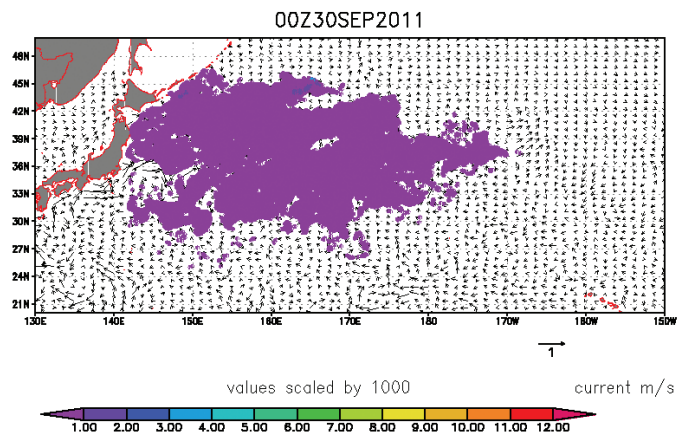 00Z30SEP2011
48N
45N
42N
39N
36N
33N
30N
27N
24N
21N
130E 140E 150E 160E 170E 180 170W 160W 150W
1
values scaled by 1000 current m/s
1.00 2.00 3.00 4.00 5.00 6.00 7.00 8.00 9.00 10.00 11.00 12.00